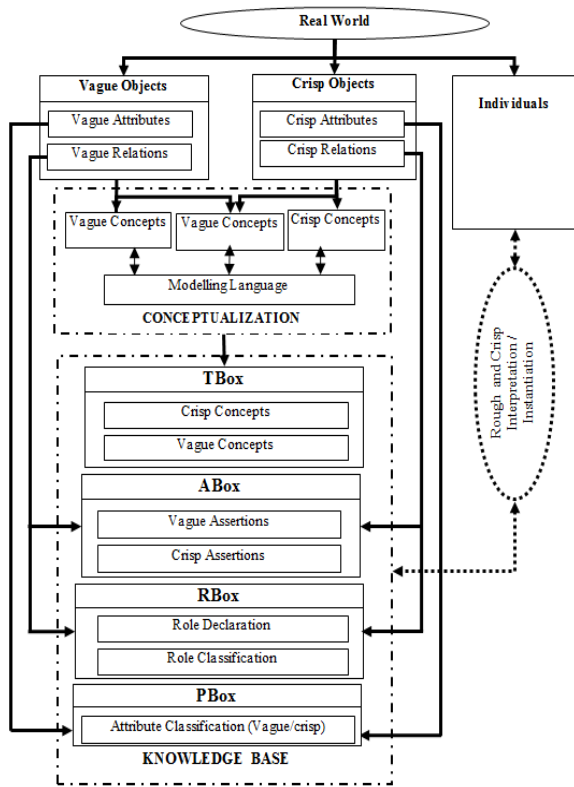 Real World
Vague Objects
Vague Attributes
Vague Relations
Crisp Objects
Crisp Attributes
Crisp Relations
Individuals
Vague Concepts
Vague Concepts
Crisp Concepts
Modelling Language
CONCEPTUALIZATION
Rough and Crisp
Interpretation /
Instantiation
TBox
Crisp Concepts
Vague Concepts
ABox
Vague Assertions
Crisp Assertions
RBox
Role Declaration
Role Classification
PBox
Attribute Classification (Vague/crisp)
KNOWLEDGE BASE